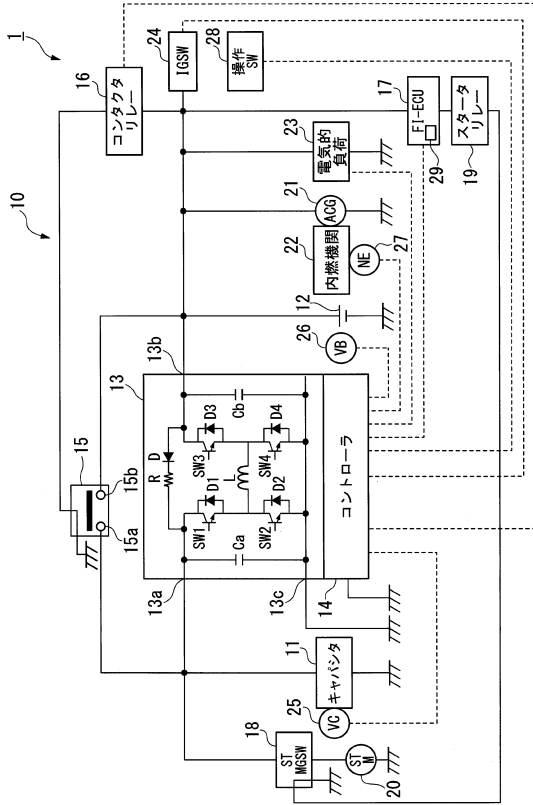 1
10
16
コンタクタ
リレー
24
IGSW
28
操作
SW
17
FI-ECU
29
スタータ
リレー
19
23
電気的
負荷
21
ACG
22
内燃機関
NE
27
12
26
VB
15
15a
15b
13
13b
13a
13c
R
D
SW1
D1
SW3
D3
L
SW2
D2
SW4
D4
Ca
Cb
14
コントローラ
11
キャパシタ
25
VC
18
ST
MGSW
ST
M
20